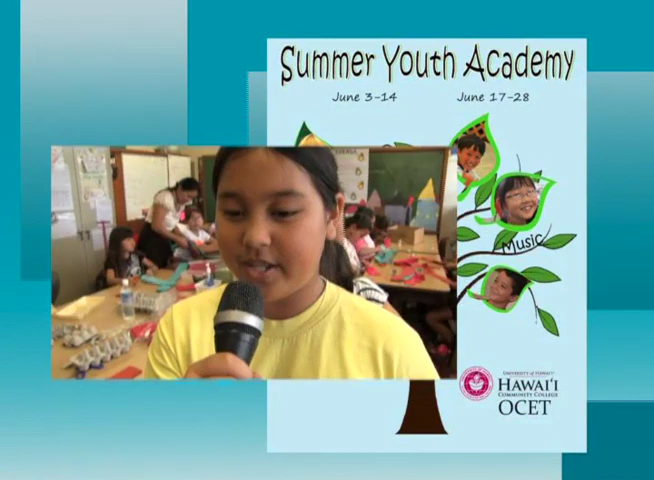 Summer Youth Academy
June 3-14 June 17-28
Music
UNIVERSITY of HAWAI'I
HAWAI'I
COMMUNITY COLLEGE
OCET